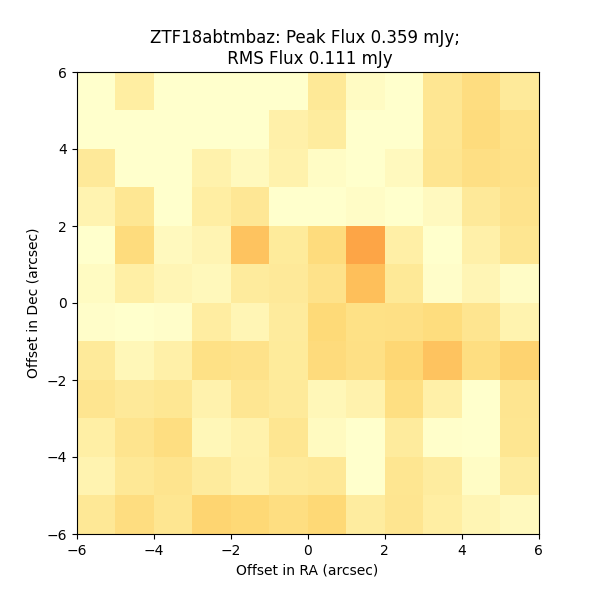 ZTF18abtmbaz: Peak Flux 0.359 mJy;
RMS Flux 0.111 mJy
6
4
2
0
−2
−4
−6
Offset in Dec (arcsec)
−6 −4 −2 0 2 4 6
Offset in RA (arcsec)